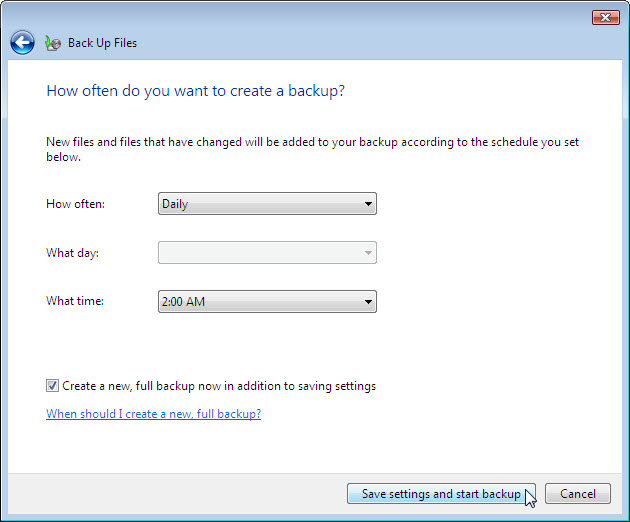 Back Up Files
How often do you want to create a backup?
New files and files that have changed will be added to your backup according to the schedule you set
below.
How often: Daily
What day:
What time: 2:00 AM
Create a new, full backup now in addition to saving settings
When should I create a new, full backup?
Save settings and start backup Cancel